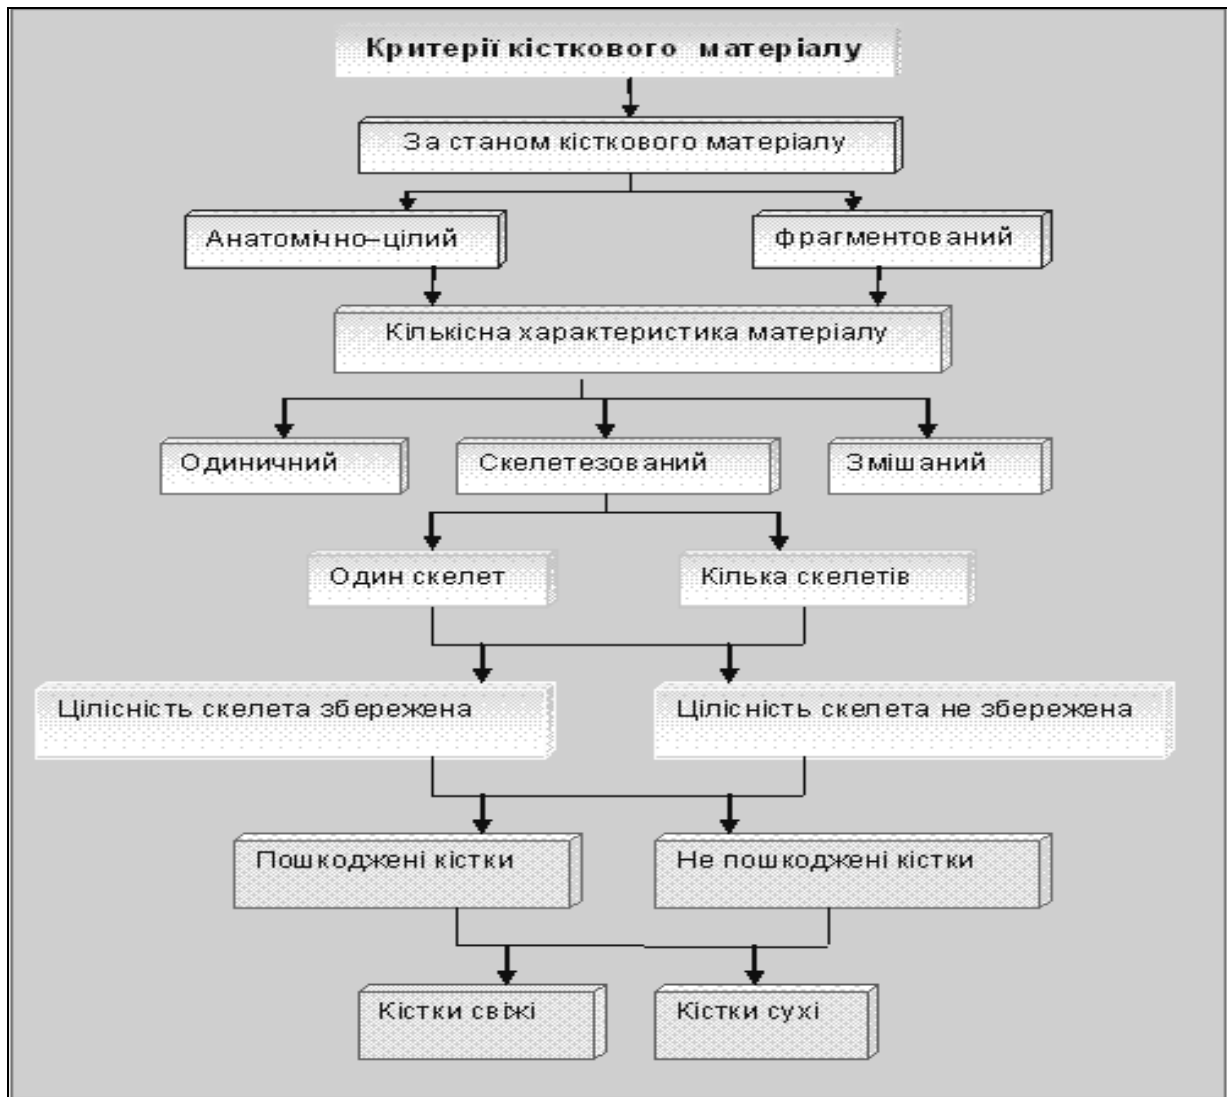 Критерії кісткового матеріалу
За станом кісткового матеріалу
Анатомічно–цілий
фрагментований
Кількісна характеристика матеріалу
Одиничний
Скелетезований
Змішаний
Один скелет
Кілька скелетів
Цілісність скелета збережена
Цілісність скелета не збережена
Пошкоджені кістки
Не пошкоджені кістки
Кістки свіжі
Кістки сухі